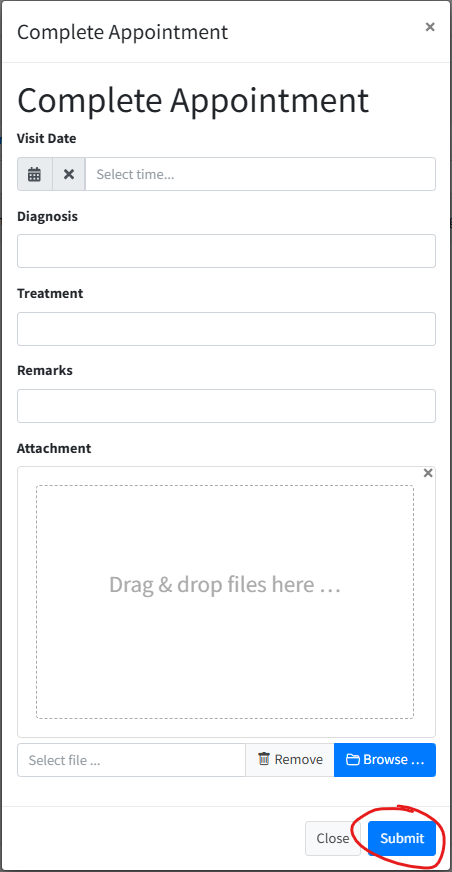 Complete Appointment
×
Complete Appointment
Visit Date
Select time...
Diagnosis
Treatment
Remarks
Attachment
×
Drag & drop files here …
Select file ...
Remove
Browse …
Close
Submit